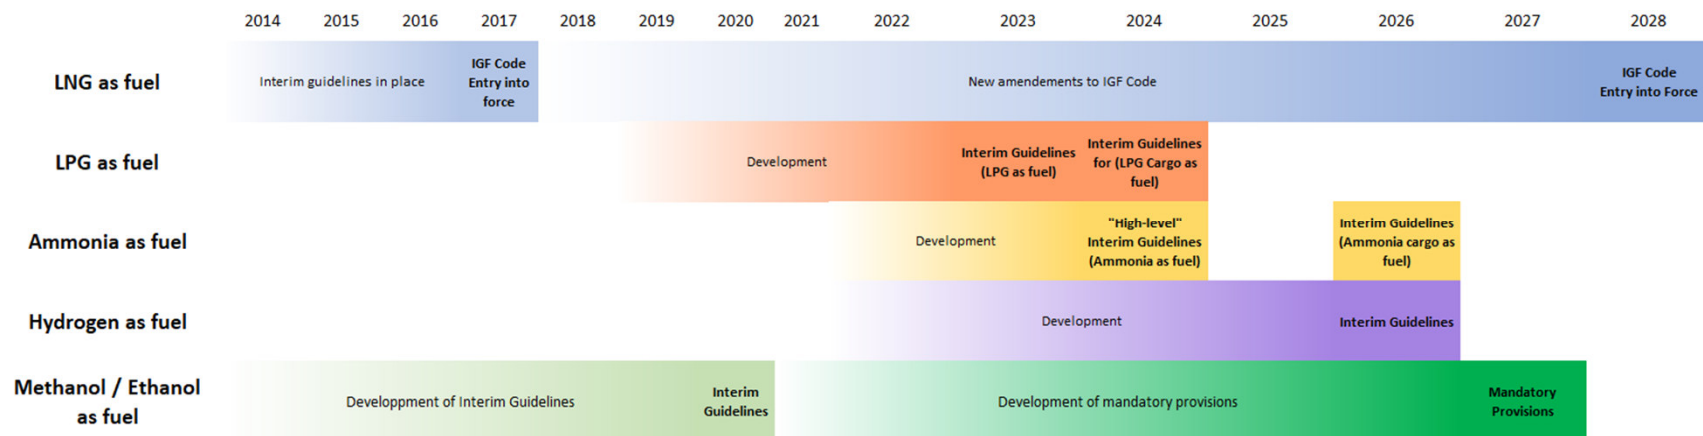 2014 2015 2016 2017 2018 2019 2020 2021 2022 2023 2024 2025 2026 2027 2028
LNG as fuel
Interim guidelines in place
IGF Code
Entry into
force
New amendements to IGF Code
IGF Code
Entry into Force
LPG as fuel
Development
Interim Guidelines
(LPG as fuel)
Interim Guidelines
for (LPG Cargo as
fuel)
Ammonia as fuel
Development
"High-level"
Interim Guidelines
(Ammonia as fuel)
Interim Guidelines
(Ammonia cargo as
fuel)
Hydrogen as fuel
Development
Interim Guidelines
Methanol / Ethanol
as fuel
Developpment of Interim Guidelines
Interim
Guidelines
Development of mandatory provisions
Mandatory
Provisions